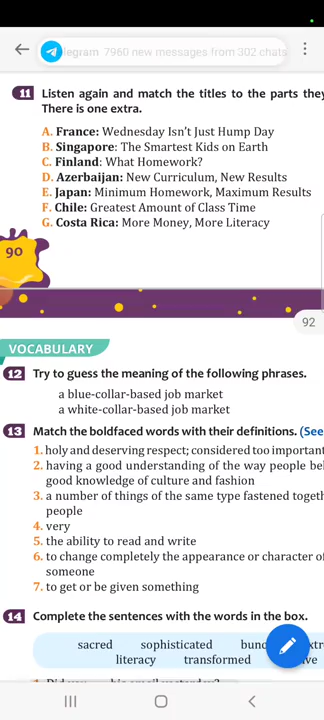 elegram 7960 new messages from 302 chats
11 Listen again and match the titles to the parts they
There is one extra.
A. France: Wednesday Isn't Just Hump Day
B. Singapore: The Smartest Kids on Earth
C. Finland: What Homework?
D. Azerbaijan: New Curriculum, New Results
E. Japan: Minimum Homework, Maximum Results
F. Chile: Greatest Amount of Class Time
G. Costa Rica: More Money, More Literacy
90
92
VOCABULARY
12 Try to guess the meaning of the following phrases.
a blue-collar-based job market
a white-collar-based job market
13 Match the boldfaced words with their definitions. (See
1. holy and deserving respect; considered too important
2. having a good understanding of the way people
good knowledge of culture and fashion
3. a number of things of the same type fastened
people
4. very
5. the ability to read and write
6. to change completely the appearance or character of
someone
7. to get or be given something
14 Complete the sentences with the words in the box.
sacred sophisticated
literacy transformed